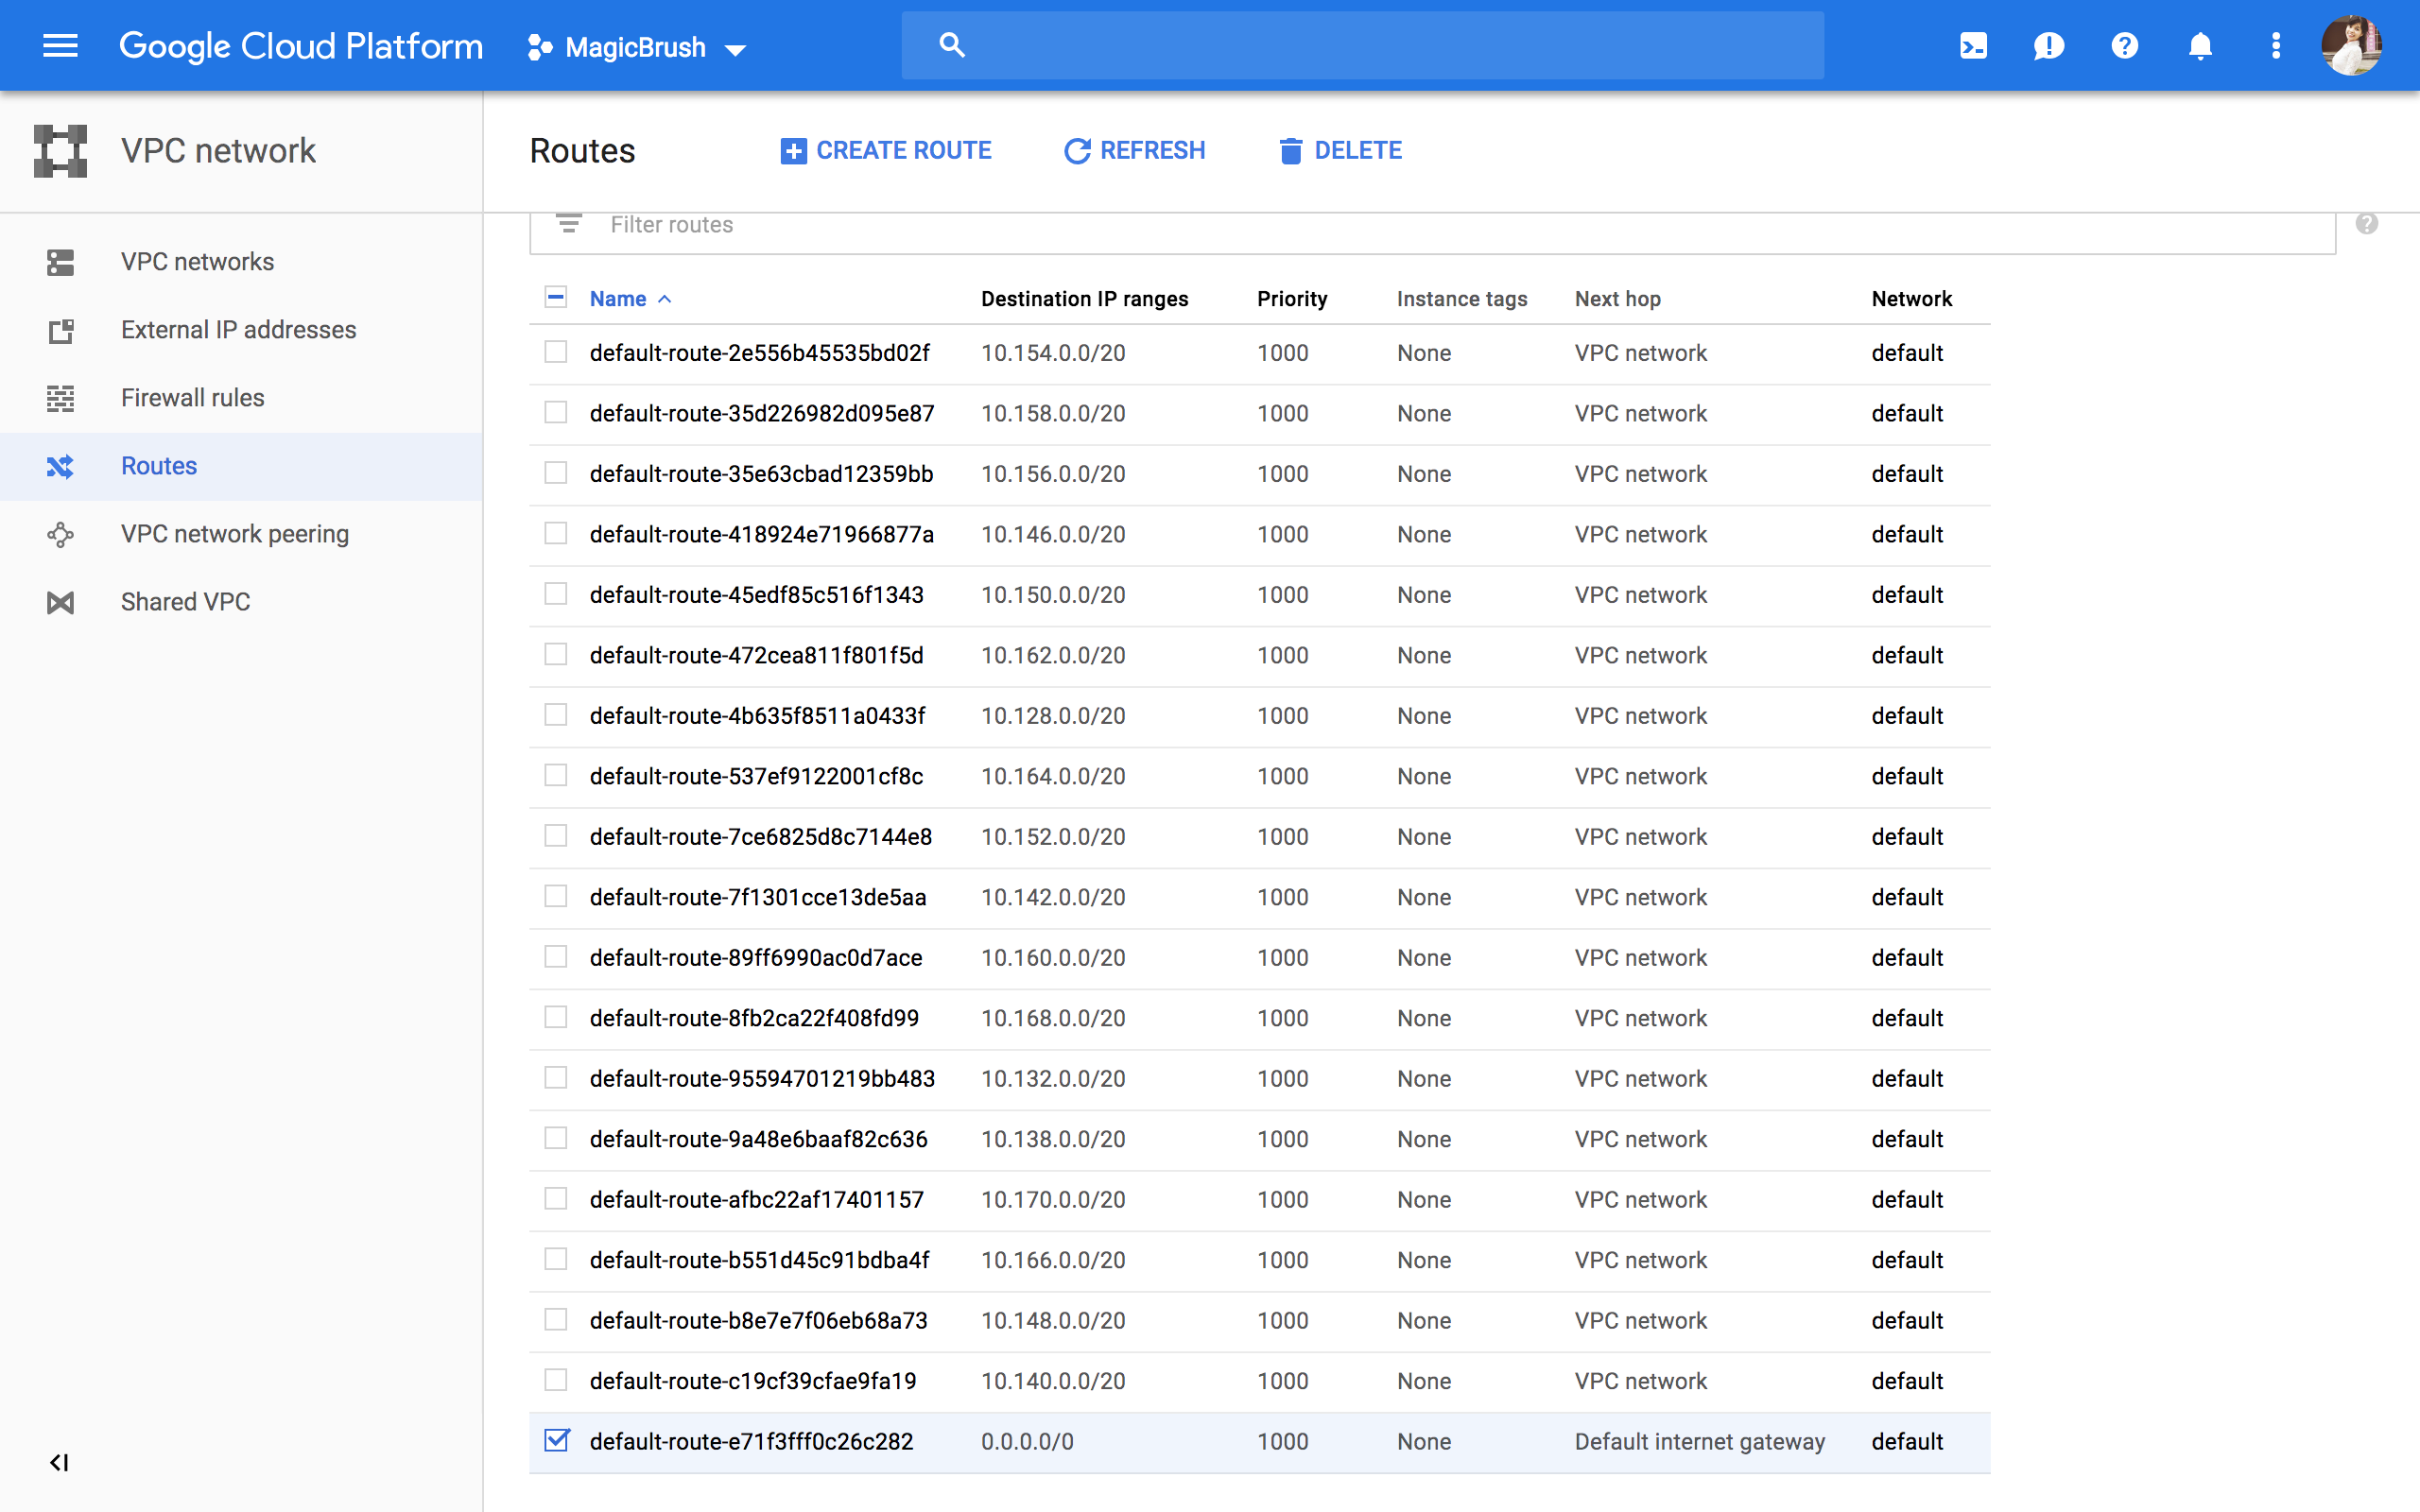 Google Cloud Platform MagicBrush
VPC network
Routes CREATE ROUTE REFRESH DELETE
VPC networks
External IP addresses
Firewall rules
Routes
VPC network peering
Shared VPC
Filter routes
Name Destination IP ranges Priority Instance tags Next hop Network
default-route-2e556b45535bd02f 10.154.0.0/20 1000 None VPC network default
default-route-35d226982d095e87 10.158.0.0/20 1000 None VPC network default
default-route-35e63cbad12359bb 10.156.0.0/20 1000 None VPC network default
default-route-418924e71966877a 10.146.0.0/20 1000 None VPC network default
default-route-45edf85c516f1343 10.150.0.0/20 1000 None VPC network default
default-route-472cea811f801f5d 10.162.0.0/20 1000 None VPC network default
default-route-4b635f8511a0433f 10.128.0.0/20 1000 None VPC network default
default-route-537ef9122001cf8c 10.164.0.0/20 1000 None VPC network default
default-route-7ce6825d8c7144e8 10.152.0.0/20 1000 None VPC network default
default-route-7f1301cce13de5aa 10.142.0.0/20 1000 None VPC network default
default-route-89ff6990ac0d7ace 10.160.0.0/20 1000 None VPC network default
default-route-8fb2ca22f408fd99 10.168.0.0/20 1000 None VPC network default
default-route-95594701219bb483 10.132.0.0/20 1000 None VPC network default
default-route-9a48e6baaf82c636 10.138.0.0/20 1000 None VPC network default
default-route-afbc22af17401157 10.170.0.0/20 1000 None VPC network default
default-route-b551d45c91bdba4f 10.166.0.0/20 1000 None VPC network default
default-route-b8e7e7f06eb68a73 10.148.0.0/20 1000 None VPC network default
default-route-c19cf39cfae9fa19 10.140.0.0/20 1000 None VPC network default
default-route-e71f3fff0c26c282 0.0.0.0/0 1000 None Default internet gateway default